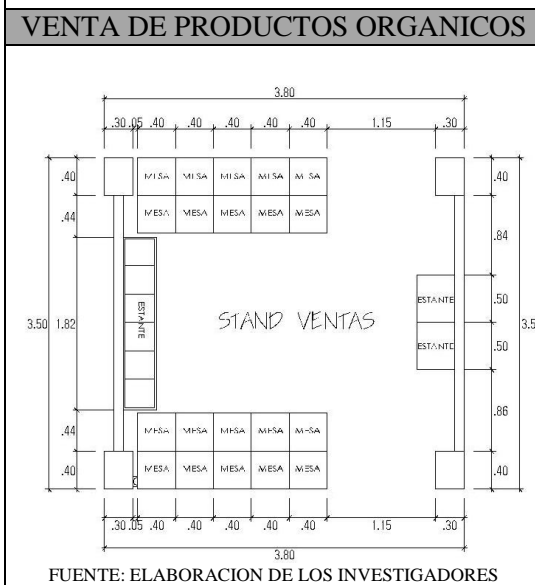 VENTA DE PRODUCTOS ORGANICOS
3.80
.30 .05 .40 .40 .40 .40 .40 1.15 .30
.40 MESA MESA MESA MESA MESA .40
.44 MESA MESA MESA MESA MESA .84
ESTANTE .50
3.50 1.82 ESTANTE STAND VENTAS 3.5
ESTANTE .50
.86
.44 MESA MESA MESA MESA MESA
.40 MESA MESA MESA MESA MESA .40
.30 .05 .40 .40 .40 .40 .40 1.15 .30
3.80
FUENTE: ELABORACION DE LOS INVESTIGADORES